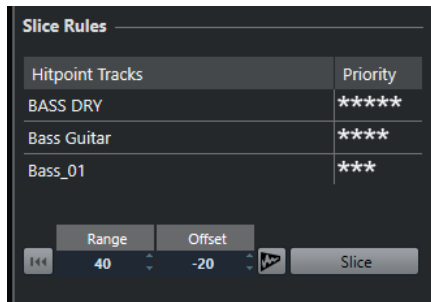 Slice Rules
Hitpoint Tracks Priority
BASS DRY *****
Bass Guitar ****
Bass_01 ***
Range Offset
40 -20 Slice